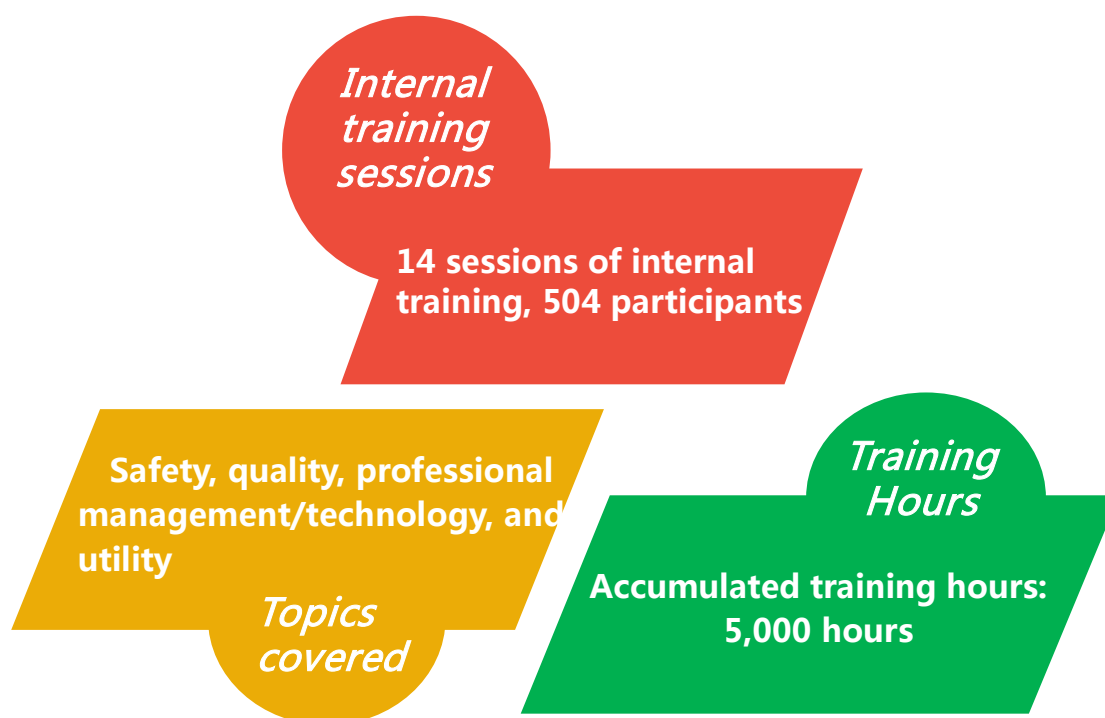 Internal
training
sessions
14 sessions of internal
training, 504 participants
Safety, quality, professional
management/technology, and
utility
Topics
covered
Training
Hours
Accumulated training hours:
5,000 hours